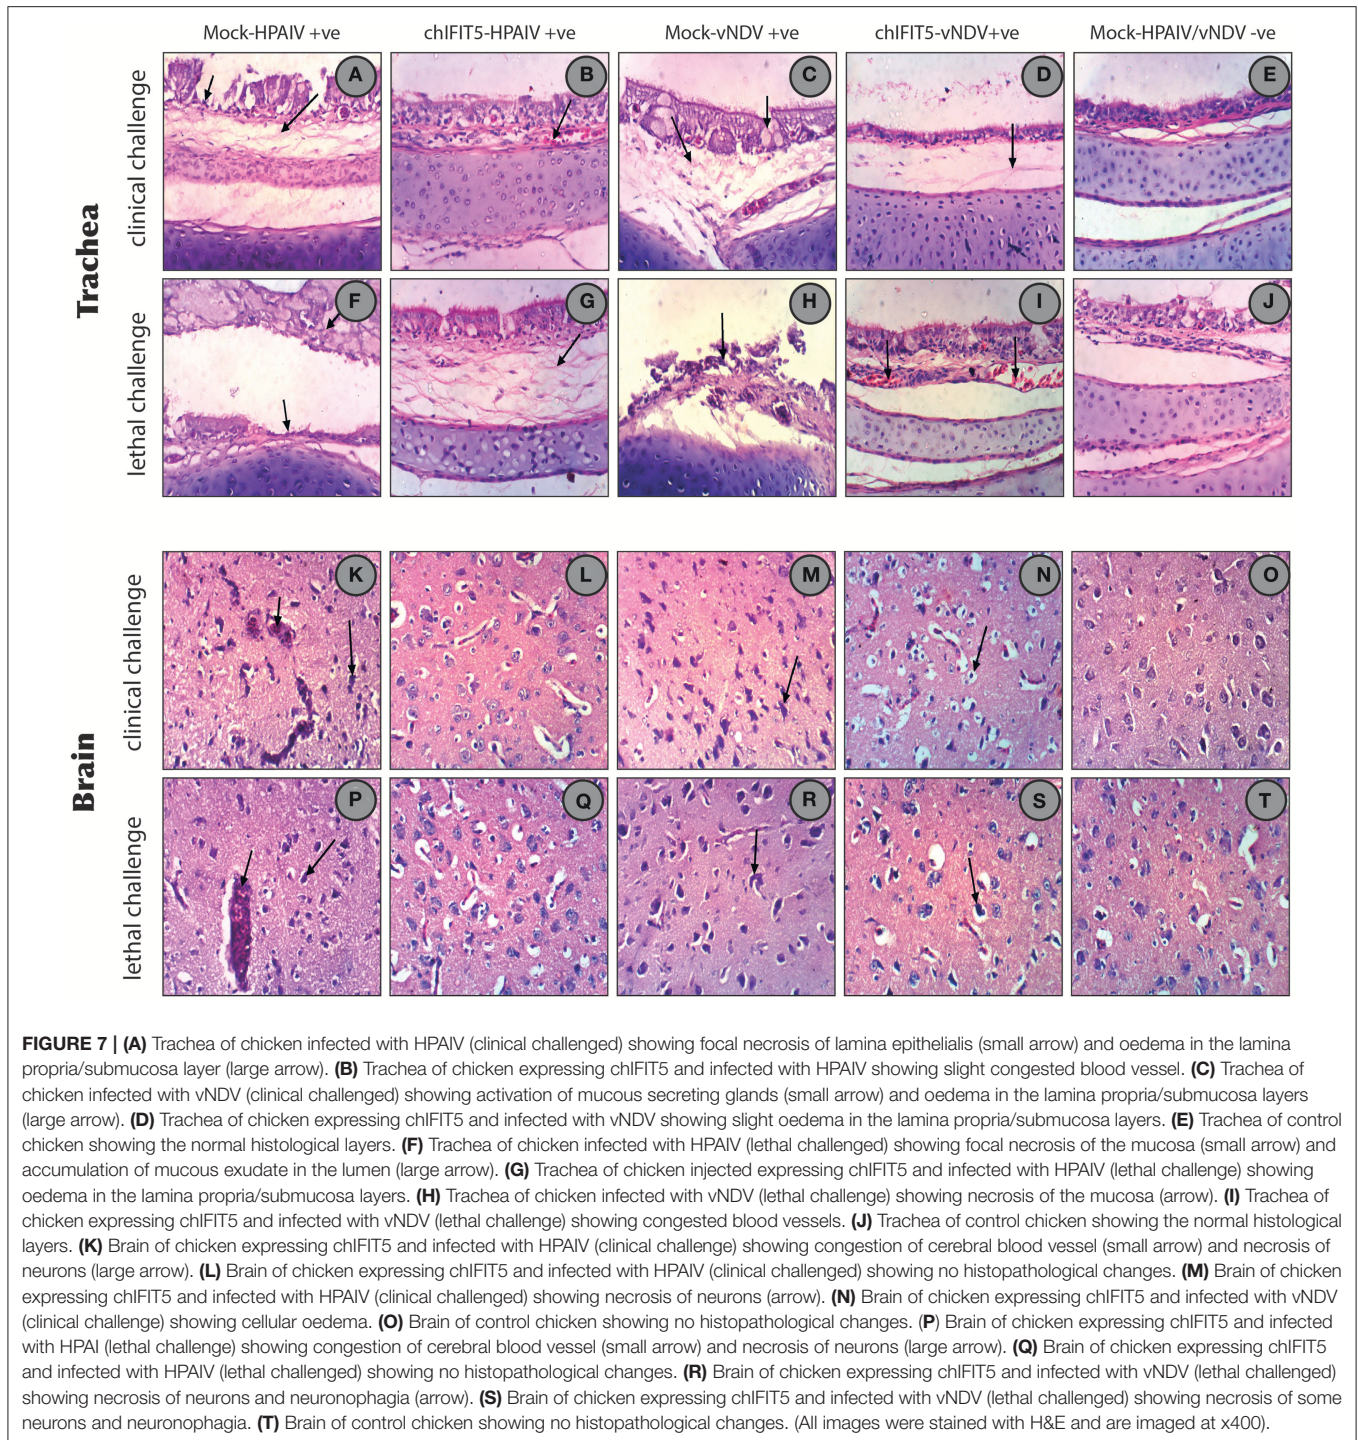 Mock-HPAIV +ve chIFIT5-HPAIV +ve Mock-vNDV +ve chIFIT5-vNDV+ve Mock-HPAIV/vNDV -ve
Trachea
clinical challenge
A B C D E
lethal challenge
F G H I J
Brain
clinical challenge
K L M N O
lethal challenge
P Q R S T
FIGURE 7 | (A) Trachea of chicken infected with HPAIV (clinical challenged) showing focal necrosis of lamina epithelialis (small arrow) and oedema in the lamina
propria/submucosa layer (large arrow). (B) Trachea of chicken expressing chIFIT5 and infected with HPAIV showing slight congested blood vessel. (C) Trachea of
chicken infected with vNDV (clinical challenged) showing activation of mucous secreting glands (small arrow) and oedema in the lamina propria/submucosa layers
(large arrow). (D) Trachea of chicken expressing chIFIT5 and infected with vNDV showing slight oedema in the lamina propria/submucosa layers. (E) Trachea of control
chicken showing the normal histological layers. (F) Trachea of chicken infected with HPAIV (lethal challenged) showing focal necrosis of the mucosa (small arrow) and
accumulation of mucous exudate in the lumen (large arrow). (G) Trachea of chicken injected expressing chIFIT5 and infected with HPAIV (lethal challenge) showing
oedema in the lamina propria/submucosa layers. (H) Trachea of chicken infected with vNDV (lethal challenge) showing necrosis of the mucosa (arrow). (I) Trachea of
chicken expressing chIFIT5 and infected with vNDV (lethal challenge) showing congested blood vessels. (J) Trachea of control chicken showing the normal histological
layers. (K) Brain of chicken expressing chIFIT5 and infected with HPAIV (clinical challenge) showing congestion of cerebral blood vessel (small arrow) and necrosis of
neurons (large arrow). (L) Brain of chicken expressing chIFIT5 and infected with HPAIV (clinical challenged) showing no histopathological changes. (M) Brain of chicken
expressing chIFIT5 and infected with HPAIV (clinical challenged) showing necrosis of neurons (arrow). (N) Brain of chicken expressing chIFIT5 and infected with vNDV
(clinical challenge) showing cellular oedema. (O) Brain of control chicken showing no histopathological changes. (P) Brain of chicken expressing chIFIT5 and infected
with HPAI (lethal challenge) showing congestion of cerebral blood vessel (small arrow) and necrosis of neurons (large arrow). (Q) Brain of chicken expressing chIFIT5
and infected with HPAIV (lethal challenged) showing no histopathological changes. (R) Brain of chicken expressing chIFIT5 and infected with vNDV (lethal challenged)
showing necrosis of neurons and neuronophagia (arrow). (S) Brain of chicken expressing chIFIT5 and infected with vNDV (lethal challenged) showing necrosis of some
neurons and neuronophagia. (T) Brain of control chicken showing no histopathological changes. (All images were stained with H&E and are imaged at x400).